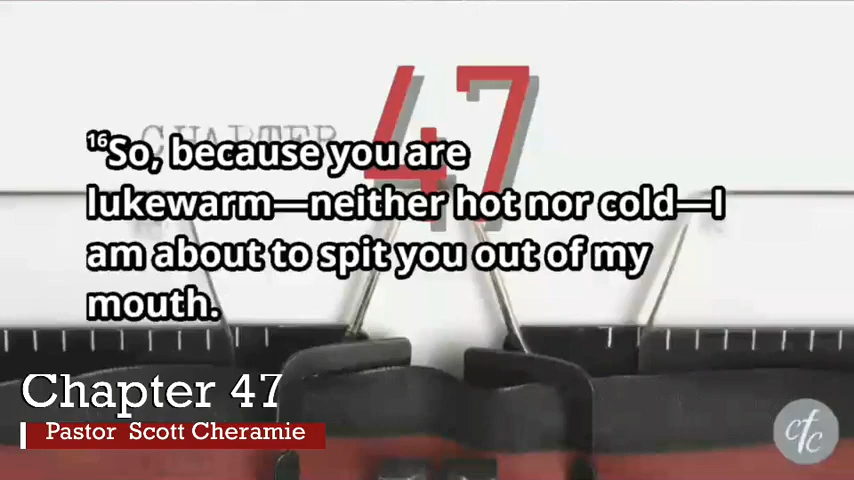 CHAPTER
47
16So, because you are
lukewarm—neither hot nor cold—I
am about to spit you out of my
mouth.
Chapter 47
Pastor Scott Cheramie
cfc